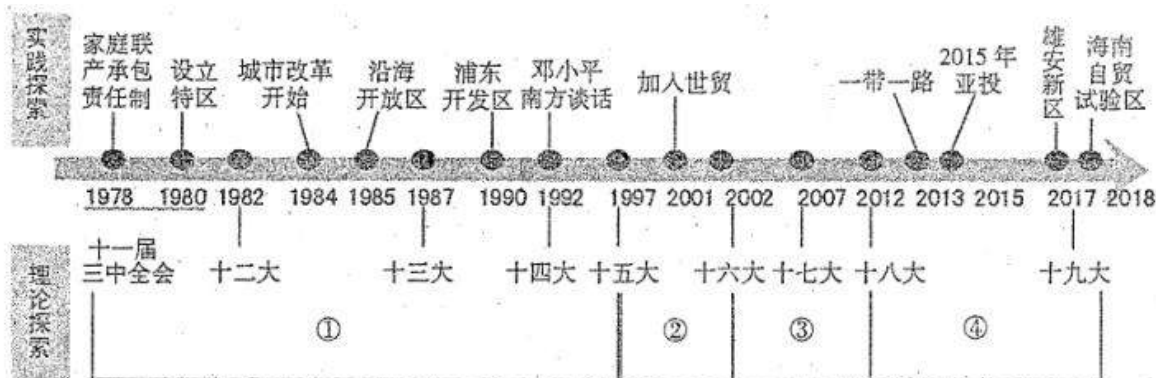 实践探索
家庭联
产承包
责任制
设立
特区
城市改革
开始
沿海
开放区
浦东
开发区
邓小平
南方谈话
加入世贸
一带一路
2015年
亚投
雄安新区
海南
自贸
试验区
1978 1980 1982 1984 1985 1987 1990 1992 1997 2001 2002 2007 2012 2013 2015 2017 2018
理论探索
十一届
三中全会 十二大 十三大 十四大 十五大 十六大 十七大 十八大 十九大
① ② ③ ④